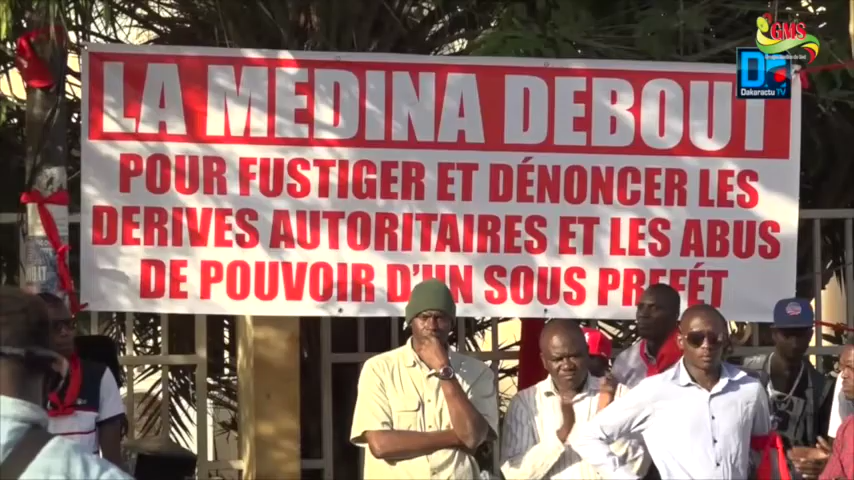 LA MEDINA DEBOUT
POUR FUSTIGER ET DÉNONCER LES
DERIVES AUTORITAIRES ET LES ABUS
DE POUVOIR D'UN SOUS PREFÉT
GMS
D
Dakaractu TV